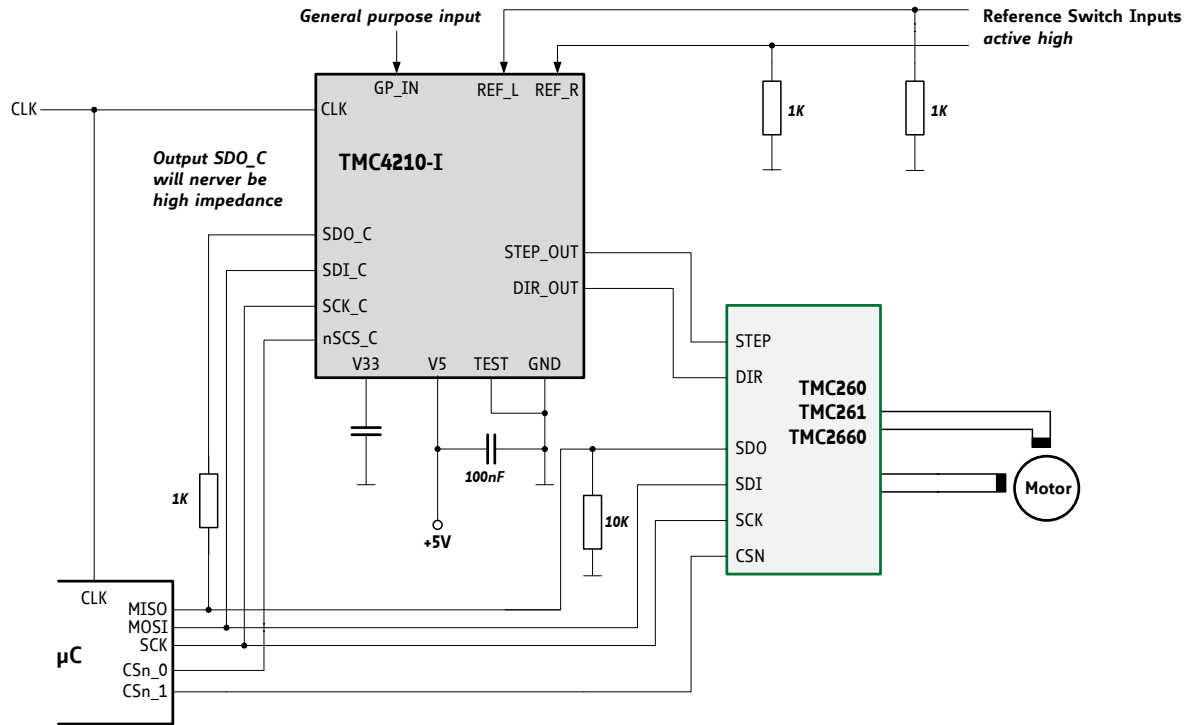 General purpose input
Reference Switch Inputs
active high
GP_IN
REF_L
REF_R
CLK
CLK
1K
1K
TMC4210-I
Output SDO_C
will nerver be
high impedance
SDO_C
SDI_C
SCK_C
nSCS_C
STEP_OUT
DIR_OUT
V33
V5
TEST
GND
STEP
DIR
TMC260
TMC261
TMC2660
SDO
SDI
SCK
CSN
Motor
100nF
1K
10K
+5V
CLK
MISO
MOSI
SCK
µC
CSn_0
CSn_1